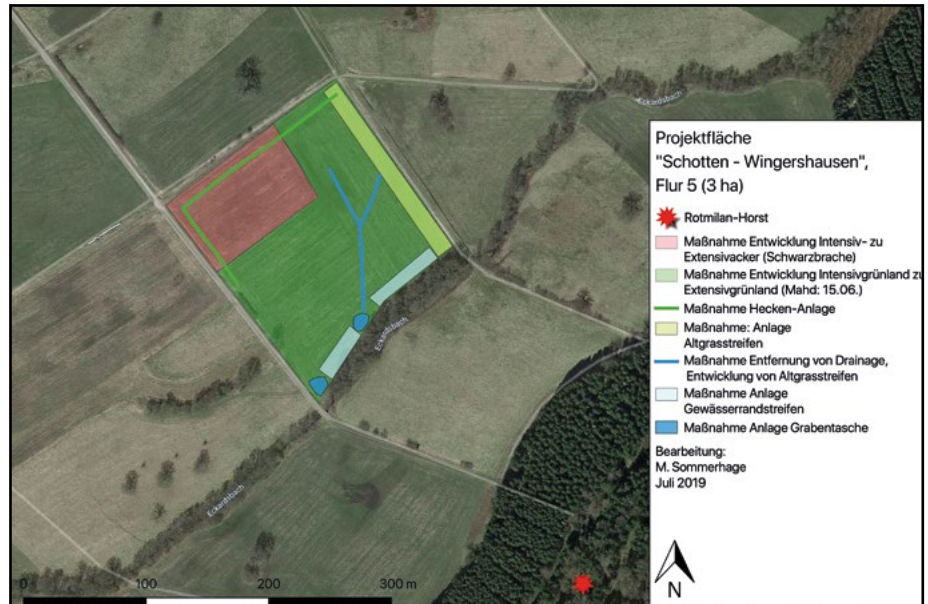 Eckardsbach
Eckardsbach
Eckardsbach
0 100 200 300 m
Projektfläche
"Schotten - Wingershausen",
Flur 5 (3 ha)
Rotmilan-Horst
Maßnahme Entwicklung Intensiv- zu
Extensivacker (Schwarzbrache)
Maßnahme Entwicklung Intensivgrünland zu
Extensivgrünland (Mahd: 15.06.)
Maßnahme Hecken-Anlage
Maßnahme: Anlage
Altgrasstreifen
Maßnahme Entfernung von Drainage,
Entwicklung von Altgrasstreifen
Maßnahme Anlage
Gewässerrandstreifen
Maßnahme Anlage Grabentasche
Bearbeitung:
M. Sommerhage
Juli 2019
N